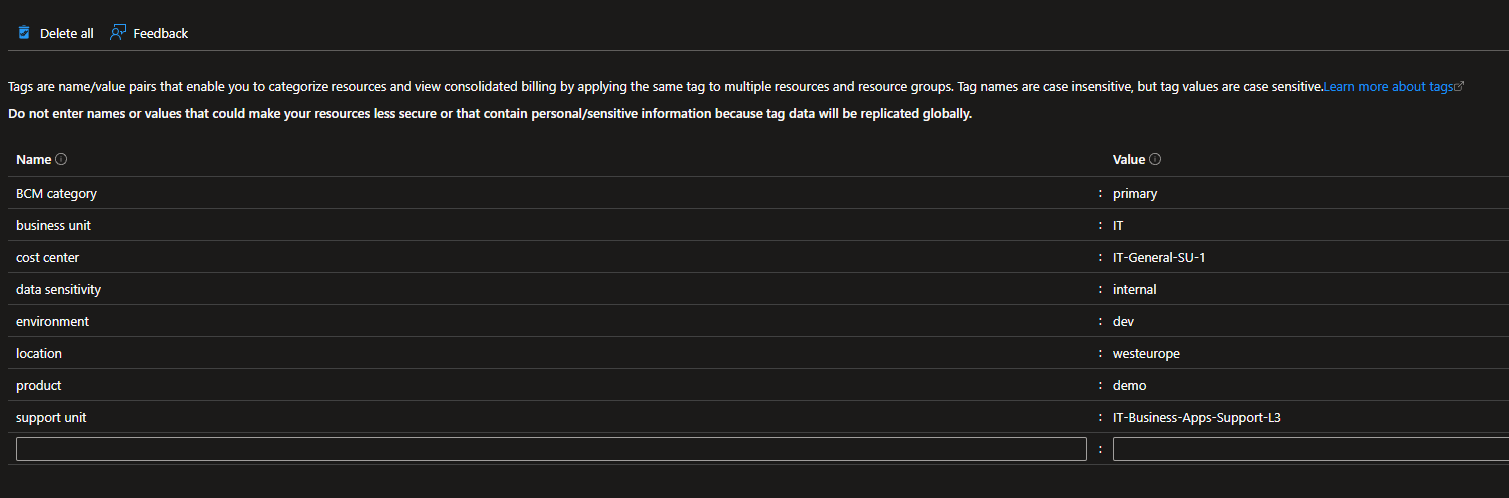 Delete all Feedback
Tags are name/value pairs that enable you to categorize resources and view consolidated billing by applying the same tag to multiple resources and resource groups. Tag names are case insensitive, but tag values are case sensitive.Learn more about tags
Do not enter names or values that could make your resources less secure or that contain personal/sensitive information because tag data will be replicated globally.
Name Value
BCM category : primary
business unit : IT
cost center : IT-General-SU-1
data sensitivity : internal
environment : dev
location : westeurope
product : demo
support unit : IT-Business-Apps-Support-L3
: